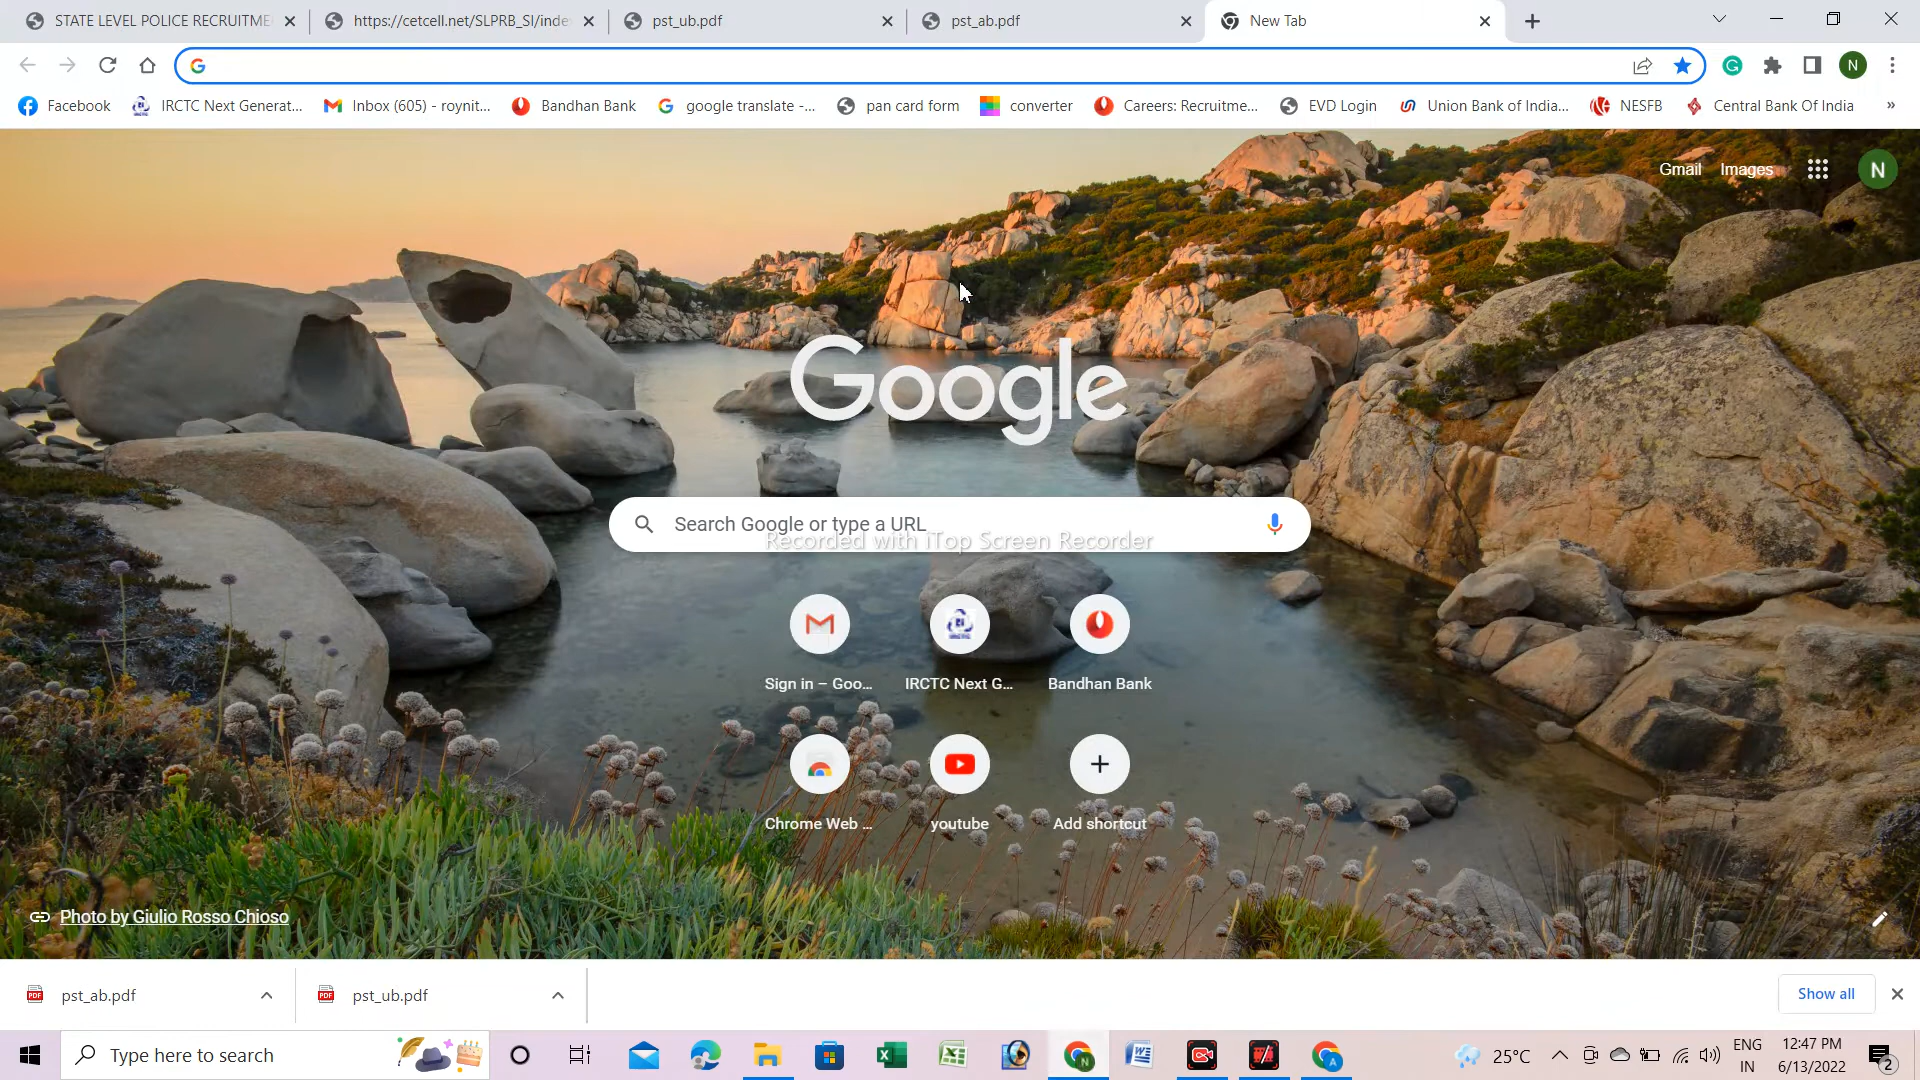 STATE LEVEL POLICE RECRUITME
https://cetcell.net/SLPRB_SI/inde
pst_ub.pdf
pst_ab.pdf
New Tab
N
Facebook
IRCTC Next Generat...
Inbox (605) - roynit...
Bandhan Bank
google translate -...
pan card form
converter
Careers: Recruitme...
EVD Login
Union Bank of India...
NESFB
Central Bank Of India
»
Gmail
Images
N
Google
Search Google or type a URL
Recorded with iTop Screen Recorder
Sign in – Goo...
IRCTC Next G...
Bandhan Bank
Chrome Web ...
youtube
Add shortcut
Photo by Giulio Rosso Chioso
pst_ab.pdf
pst_ub.pdf
Show all
Type here to search
25°C
ENG
IN
12:47 PM
6/13/2022
2